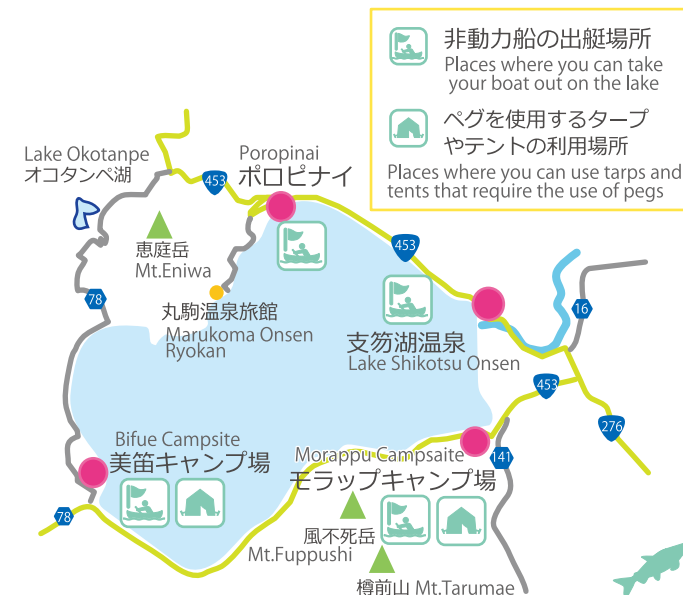 非動力船の出艇場所
Places where you can take
your boat out on the lake
ペグを使用するタープ
やテントの利用場所
Places where you can use tarps and
tents that require the use of pegs
Lake Okotanpe
オコタンペ湖
453
Poropinai
ポロピナイ
恵庭岳
Mt.Eniwa
453
78
丸駒温泉旅館
Marukoma Onsen
Ryokan
支笏湖温泉
Lake Shikotsu Onsen
16
453
276
Bifue Campsite
美笛キャンプ場
Morappu Campsaite
モラップキャンプ場
141
78
風不死岳
Mt.Fuppushi
樽前山 Mt.Tarumae